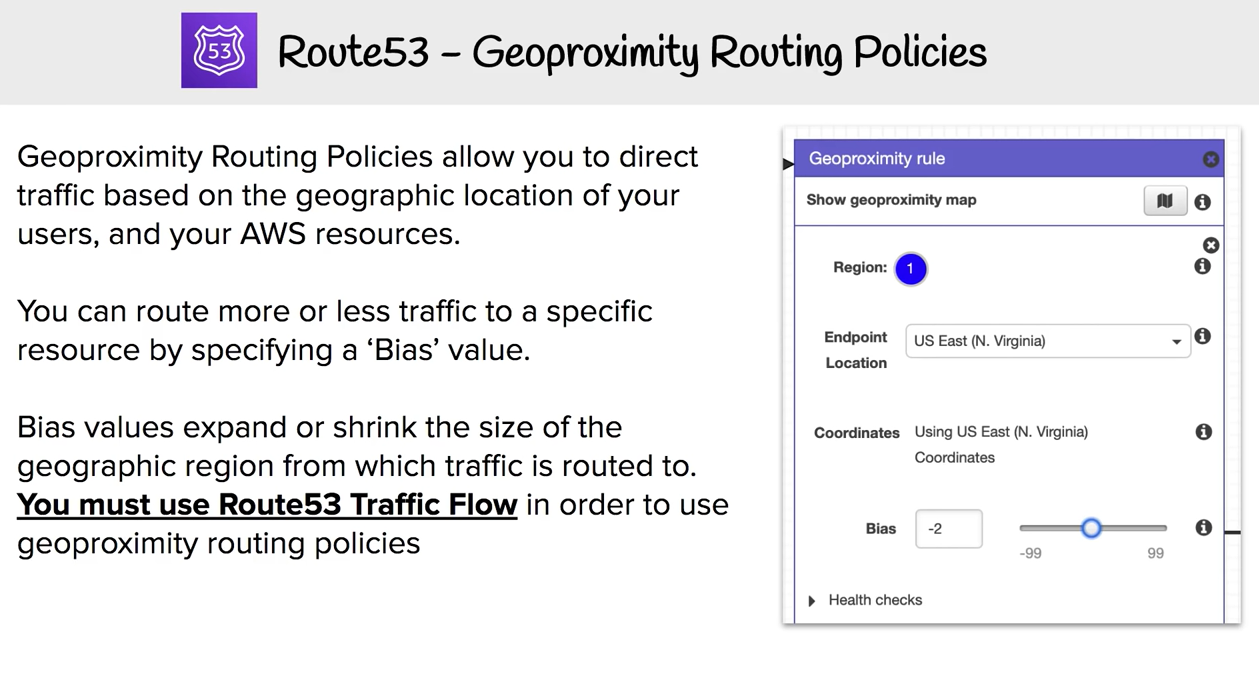 53
Route53 – Geoproximity Routing Policies
Geoproximity Routing Policies allow you to direct
traffic based on the geographic location of your
users, and your AWS resources.
You can route more or less traffic to a specific
resource by specifying a ‘Bias’ value.
Bias values expand or shrink the size of the
geographic region from which traffic is routed to.
You must use Route53 Traffic Flow in order to use
geoproximity routing policies
Geoproximity rule
Show geoproximity map
Region: 1
Endpoint Location
US East (N. Virginia)
Coordinates
Using US East (N. Virginia)
Coordinates
Bias
-2
-99 99
Health checks